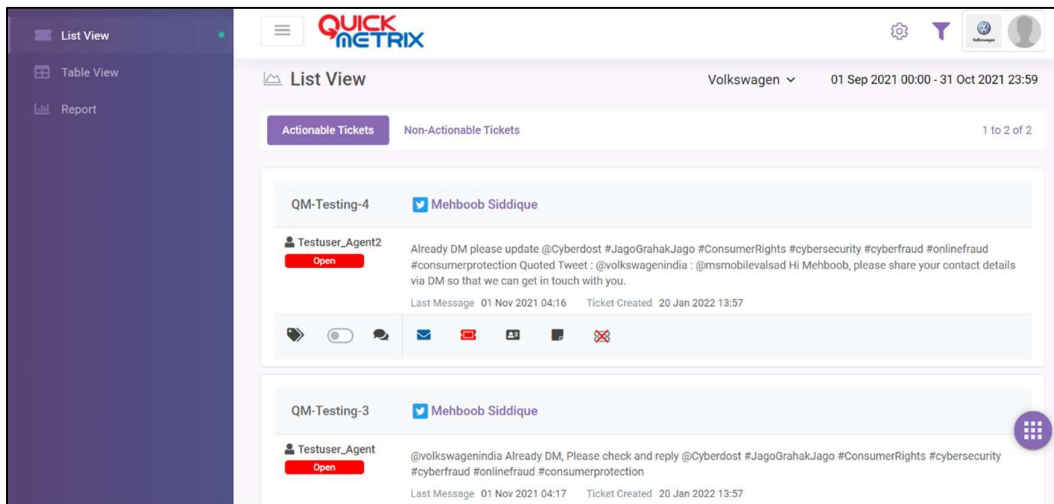 List View
Table View
Report
QUICK
METRIX
Volkswagen
List View
Volkswagen
01 Sep 2021 00:00 - 31 Oct 2021 23:59
Actionable Tickets
Non-Actionable Tickets
1 to 2 of 2
QM-Testing-4
Mehboob Siddique
Testuser_Agent2
Open
Already DM please update @Cyberdost #JagoGrahakJago #ConsumerRights #cybersecurity #cyberfraud #onlinefraud
#consumerprotection Quoted Tweet : @volkswagenindia : @msmobilevalsad Hi Mehboob, please share your contact details
via DM so that we can get in touch with you.
Last Message 01 Nov 2021 04:16 Ticket Created 20 Jan 2022 13:57
QM-Testing-3
Mehboob Siddique
Testuser_Agent
Open
@volkswagenindia Already DM, Please check and reply @Cyberdost #JagoGrahakJago #ConsumerRights #cybersecurity
#cyberfraud #onlinefraud #consumerprotection
Last Message 01 Nov 2021 04:17 Ticket Created 20 Jan 2022 13:57